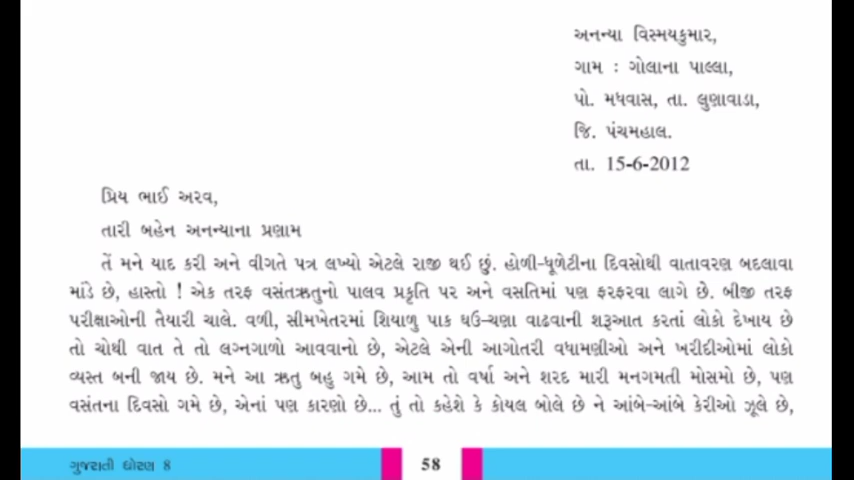 અનન્યા વિસ્મયકુમાર,
ગામ : ગોલાના પાલ્લા,
પો. મધવાસ, તા. લુણાવાડા,
જિ. પંચમહાલ.
તા. 15-6-2012
પ્રિય ભાઈ અરવ,
તારી બહેન અનન્યાના પ્રણામ
તેં મને યાદ કરી અને વીગતે પત્ર લખ્યો એટલે રાજી થઈ છું. હોળી-ધૂળેટીના દિવસોથી વાતાવરણ બદલાવા
માંડે છે, હાસ્તો ! એક તરફ વસંતઋતુનો પાલવ પ્રકૃતિ પર અને વસતિમાં પણ ફરફરવા લાગે છે. બીજી તરફ
પરીક્ષાઓની તૈયારી ચાલે. વળી, સીમખેતરમાં શિયાળુ પાક ઘઉં-ચણા વાઢવાની શરૂઆત કરતાં લોકો દેખાય છે
તો ચોથી વાત તે તો લગ્નગાળો આવવાનો છે, એટલે એની આગોતરી વધામણીઓ અને ખરીદીઓમાં લોકો
વ્યસ્ત બની જાય છે. મને આ ઋતુ બહુ ગમે છે, આમ તો વર્ષા અને શરદ મારી મનગમતી મોસમો છે, પણ
વસંતના દિવસો ગમે છે, એનાં પણ કારણો છે... તું તો કહેશે કે કોયલ બોલે છે ને આંબે-આંબે કેરીઓ ઝૂલે છે,
ગુજરાતી ધોરણ 8
58